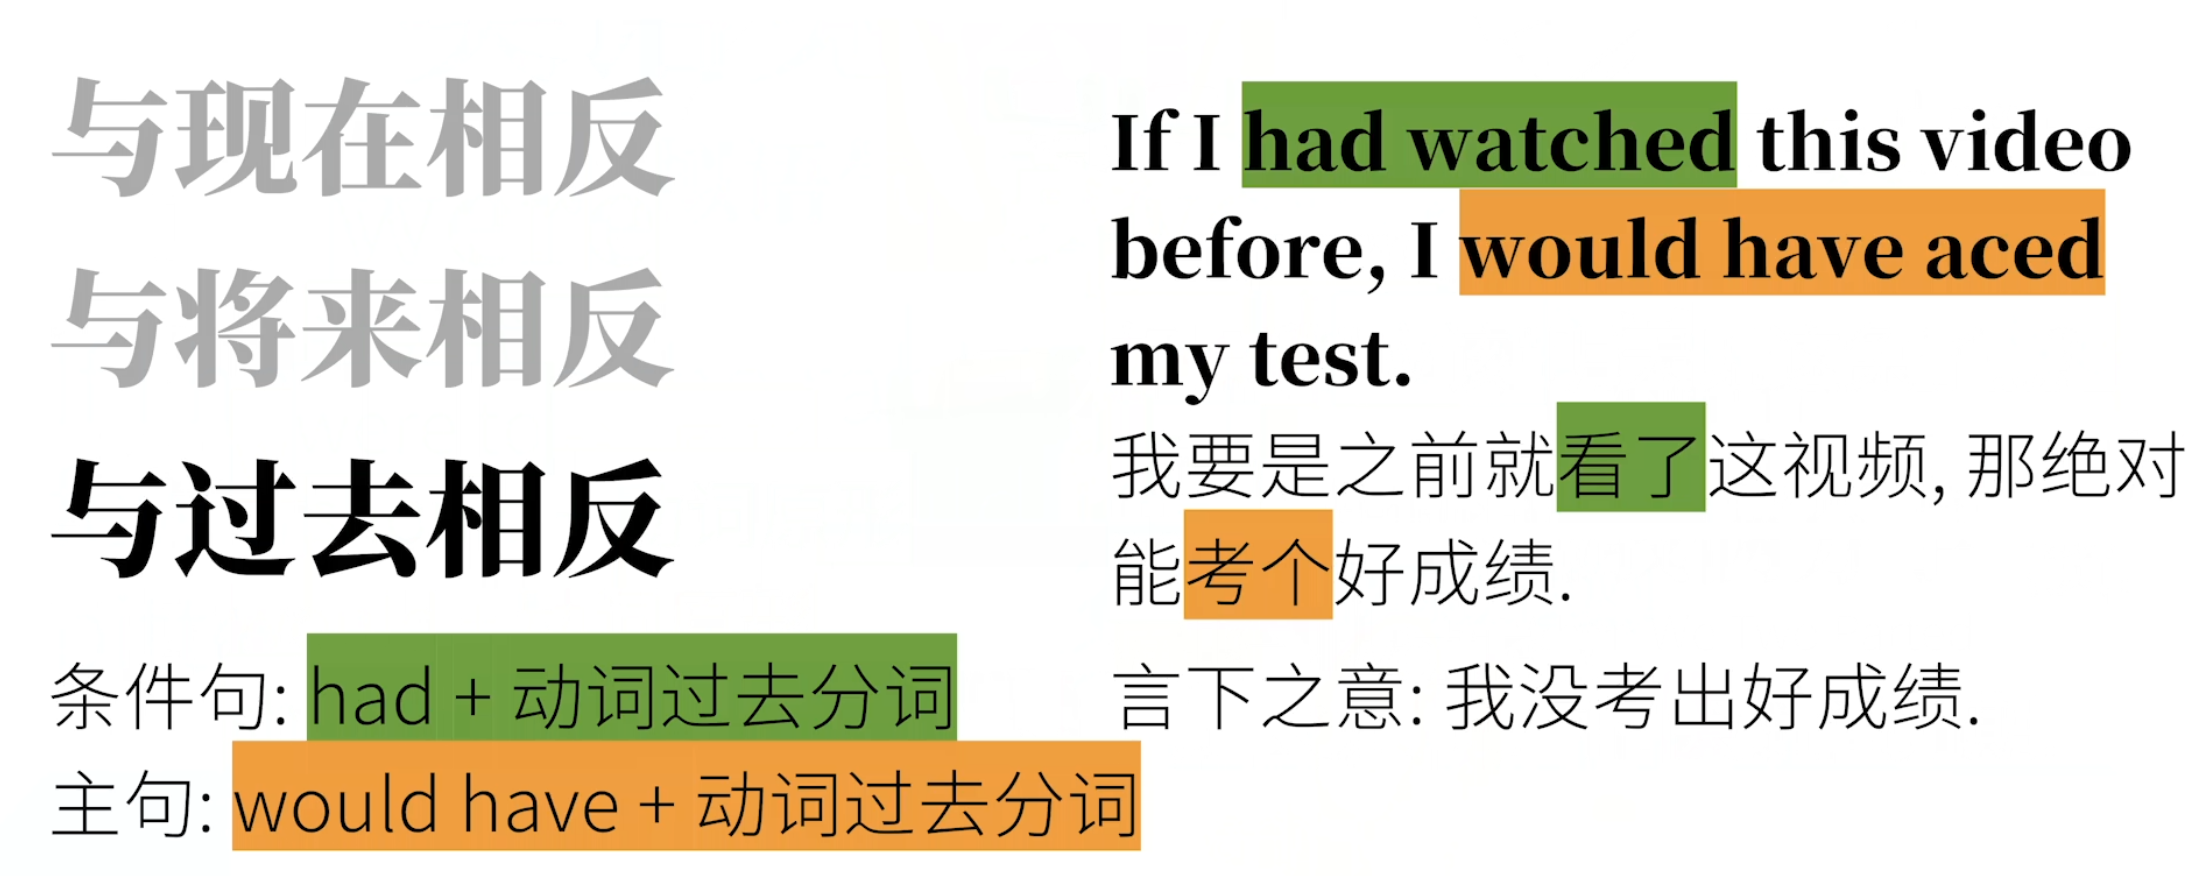 与现在相反
与将来相反
与过去相反
条件句: had + 动词过去分词
主句: would have + 动词过去分词
If I had watched this video
before, I would have aced
my test.
我要是之前就看了这视频, 那绝对
能考个好成绩.
言下之意: 我没考出好成绩.